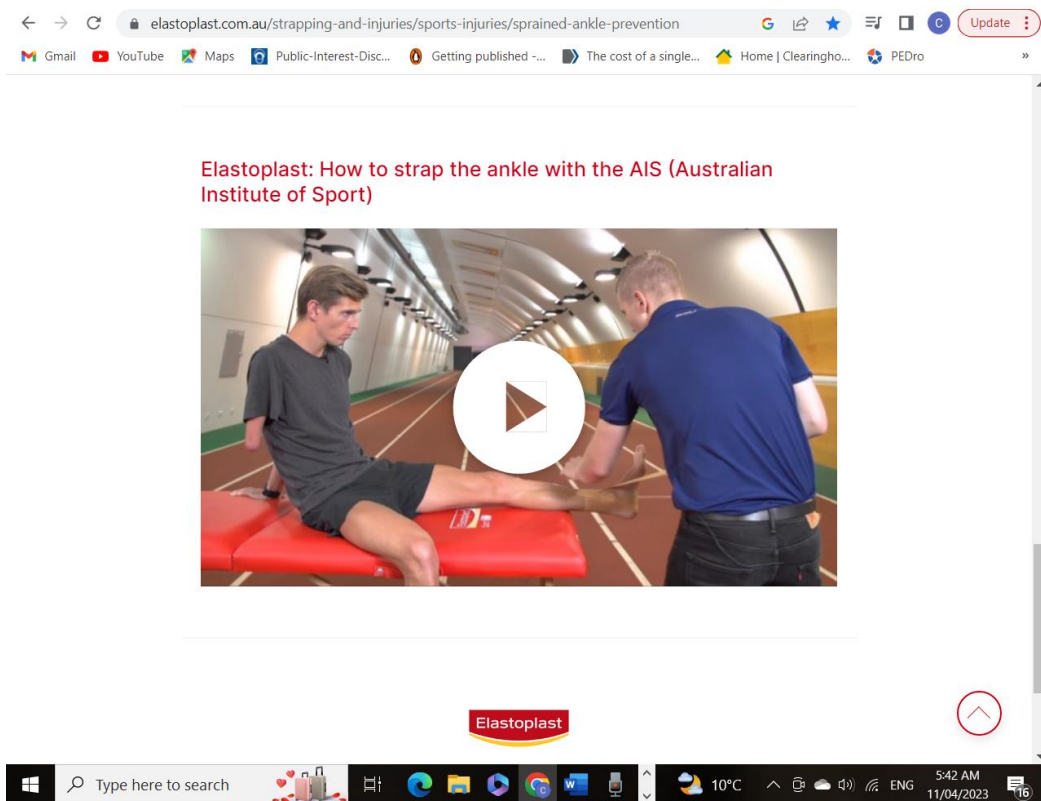 elastoplast.com.au/strapping-and-injuries/sports-injuries/sprained-ankle-prevention
C
Update
Gmail
YouTube
Maps
Public-Interest-Disc...
Getting published -...
The cost of a single...
Home | Clearingho...
PEDro
»
Elastoplast: How to strap the ankle with the AIS (Australian
Institute of Sport)
Elastoplast
Type here to search
10°C
ENG
5:42 AM
11/04/2023
16